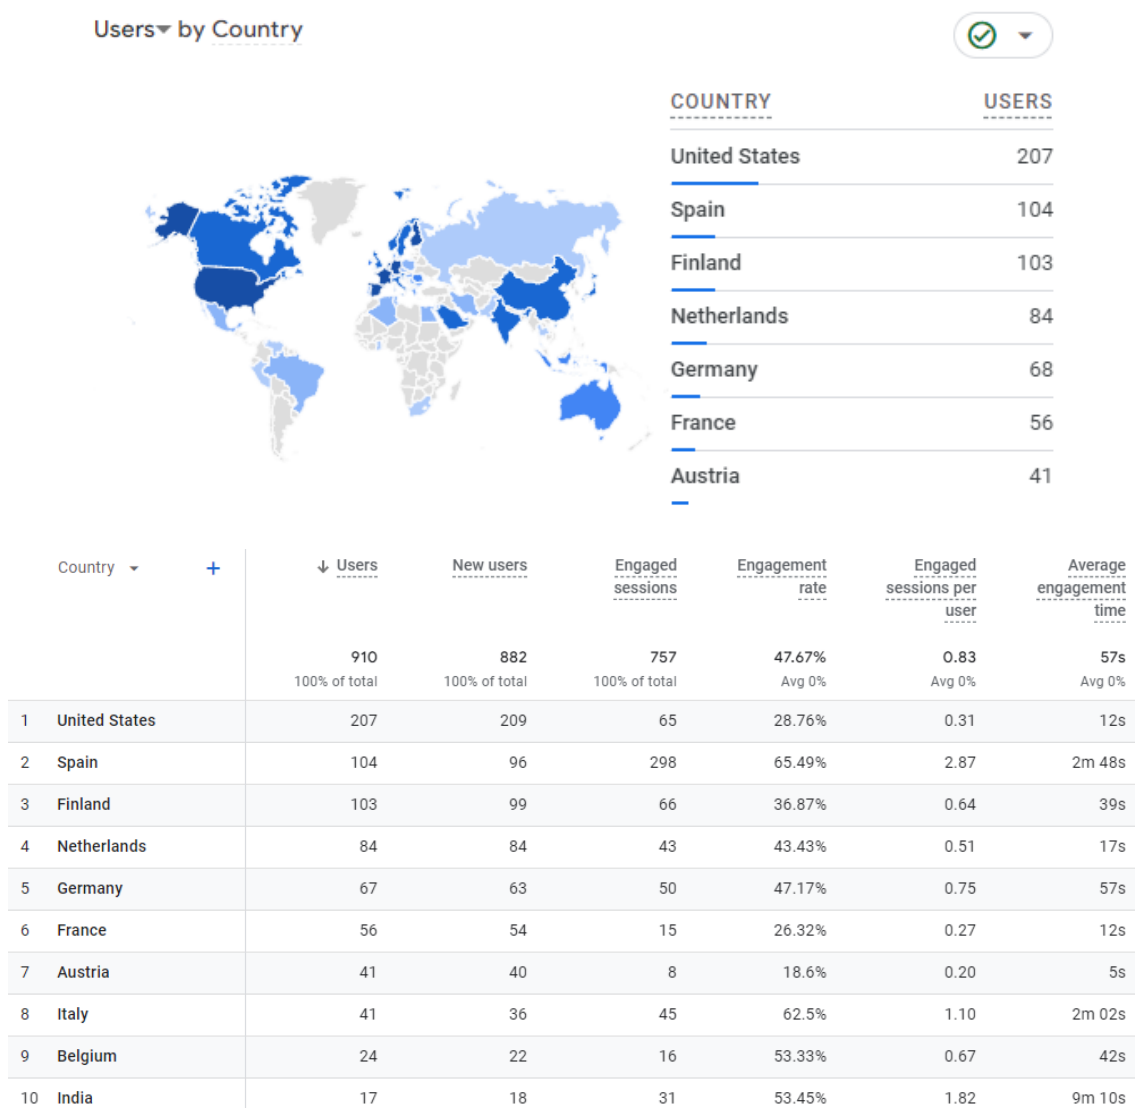 Users by Country
COUNTRY USERS
United States 207
Spain 104
Finland 103
Netherlands 84
Germany 68
France 56
Austria 41
Country + ↓ Users New users Engaged sessions Engagement rate Engaged sessions per user Average engagement time
910 882 757 47.67% 0.83 57s
100% of total 100% of total 100% of total Avg 0% Avg 0% Avg 0%
1 United States 207 209 65 28.76% 0.31 12s
2 Spain 104 96 298 65.49% 2.87 2m 48s
3 Finland 103 99 66 36.87% 0.64 39s
4 Netherlands 84 84 43 43.43% 0.51 17s
5 Germany 67 63 50 47.17% 0.75 57s
6 France 56 54 15 26.32% 0.27 12s
7 Austria 41 40 8 18.6% 0.20 5s
8 Italy 41 36 45 62.5% 1.10 2m 02s
9 Belgium 24 22 16 53.33% 0.67 42s
10 India 17 18 31 53.45% 1.82 9m 10s